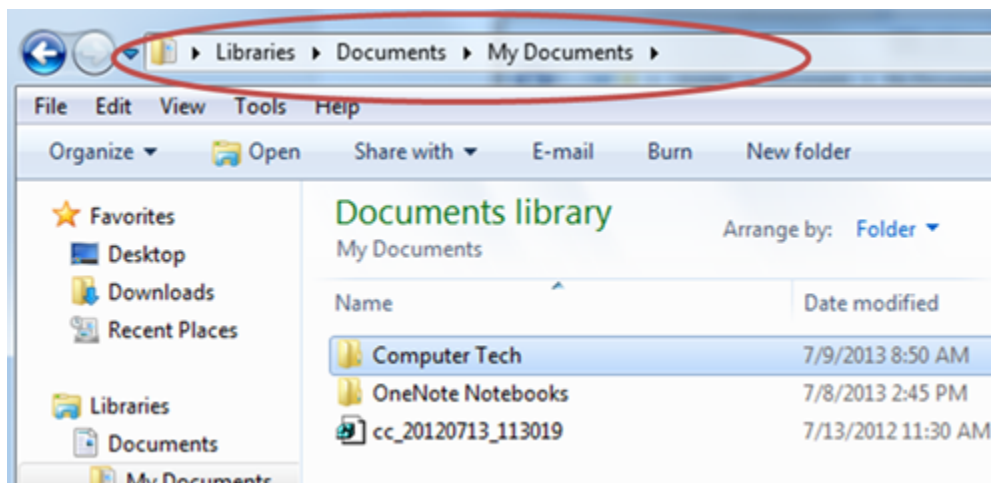 Libraries Documents My Documents
File Edit View Tools Help
Organize Open Share with E-mail Burn New folder
Favorites
Desktop
Downloads
Recent Places
Libraries
Documents
My Documents
Documents library
My Documents
Arrange by: Folder
Name Date modified
Computer Tech 7/9/2013 8:50 AM
OneNote Notebooks 7/8/2013 2:45 PM
cc_20120713_113019 7/13/2012 11:30 AM